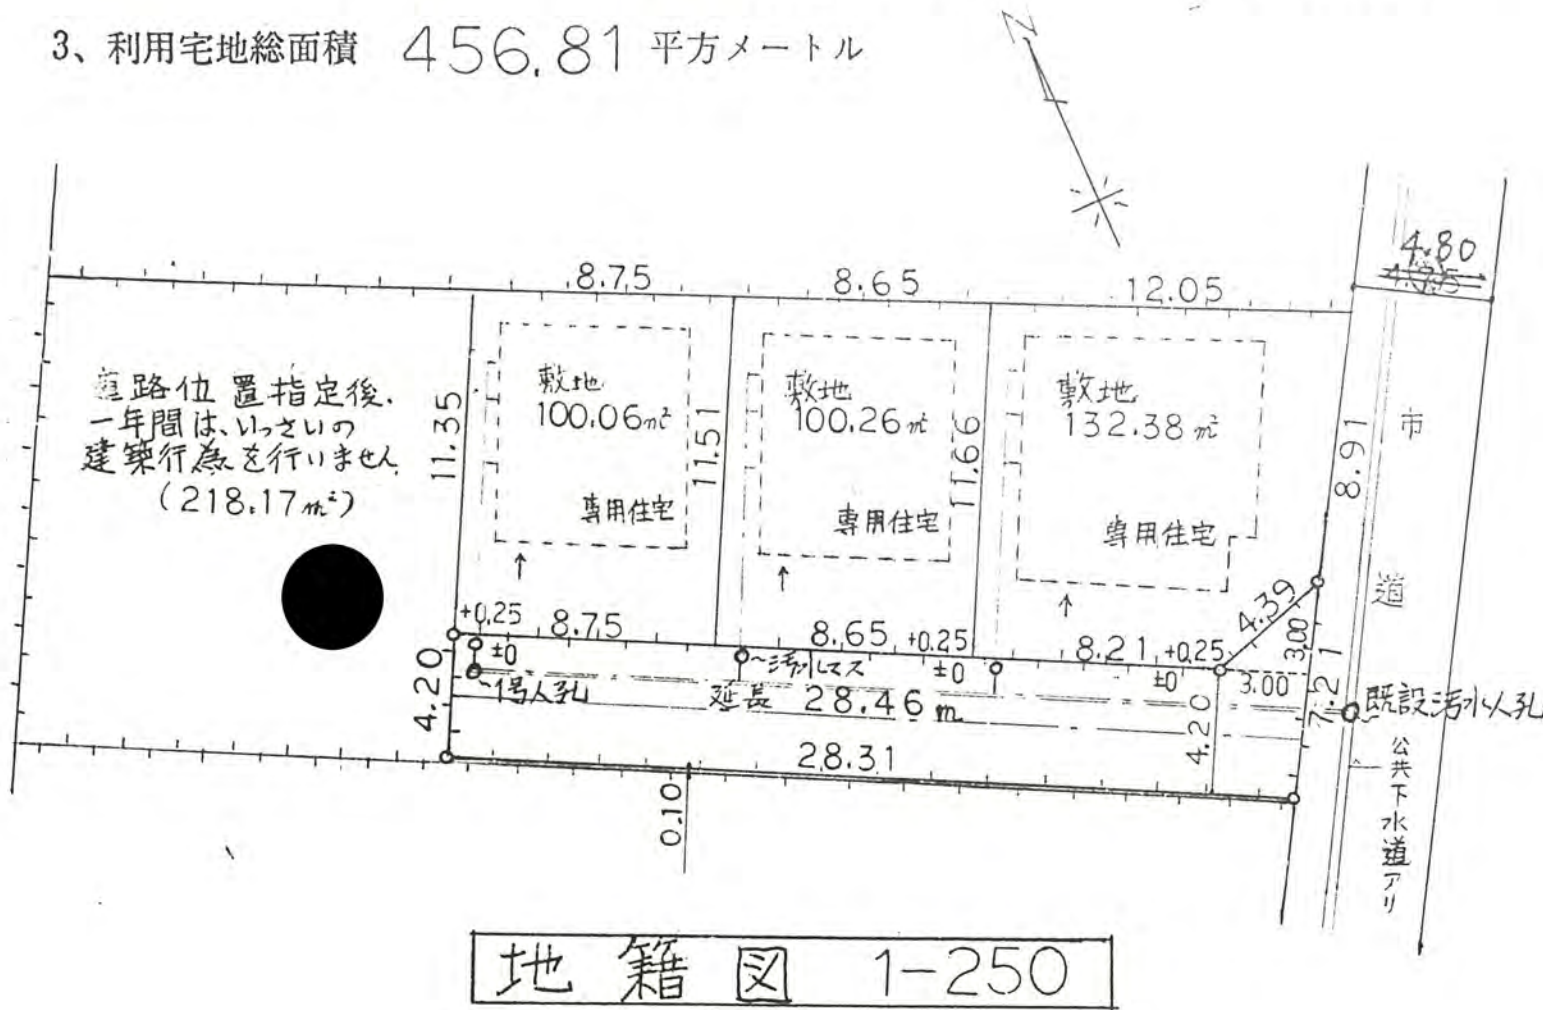 3、利用宅地総面積 456.81 平方メートル
N
4.80
8.75
8.65
12.05
道路位置指定後.
一年間は、いっさいの
建築行為を行いません
(218.17㎡)
11.35
敷地
100.06㎡
専用住宅
11.51
敷地
100.26㎡
専用住宅
11.66
敷地
132.38㎡
専用住宅
8.91
市
道
+0.25
8.75
8.65
+0.25
8.21
+0.25
4.39
3.00
±0
±0
±0
3.00
7.21
4.20
~1号人孔
~汚水マス
延長 28.46 m
4.20
既設汚水人孔
28.31
0.10
公共下水道アリ
地籍図 1-250